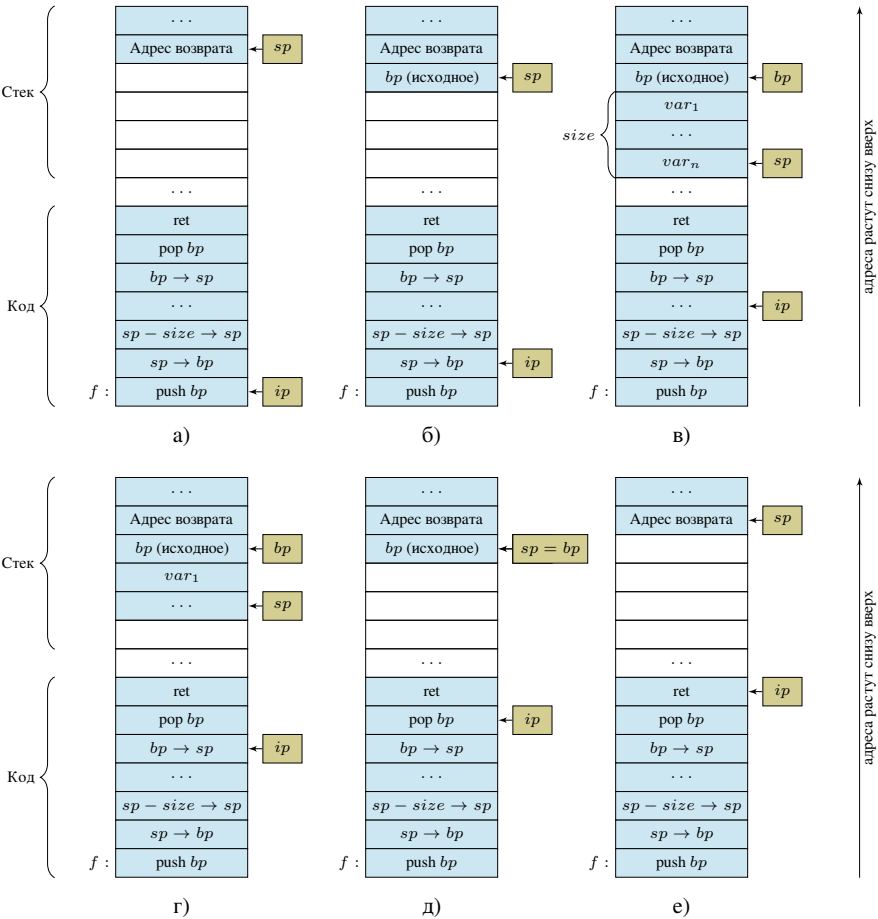 Стек
Код
· · ·
Адрес возврата
sp
· · ·
ret
pop bp
bp → sp
· · ·
sp − size → sp
sp → bp
f : push bp
ip
а)
· · ·
Адрес возврата
bp (исходное)
sp
· · ·
ret
pop bp
bp → sp
· · ·
sp − size → sp
sp → bp
ip
f : push bp
б)
· · ·
Адрес возврата
bp (исходное)
bp
size
var₁
· · ·
varₙ
sp
· · ·
ret
pop bp
bp → sp
· · ·
ip
sp − size → sp
sp → bp
f : push bp
в)
адреса растут снизу вверх
Стек
Код
· · ·
Адрес возврата
bp (исходное)
bp
var₁
· · ·
sp
· · ·
ret
pop bp
bp → sp
ip
· · ·
sp − size → sp
sp → bp
f : push bp
г)
· · ·
Адрес возврата
bp (исходное)
sp = bp
· · ·
ret
pop bp
ip
bp → sp
· · ·
sp − size → sp
sp → bp
f : push bp
д)
· · ·
Адрес возврата
sp
· · ·
ret
ip
pop bp
bp → sp
· · ·
sp − size → sp
sp → bp
f : push bp
е)
адреса растут снизу вверх